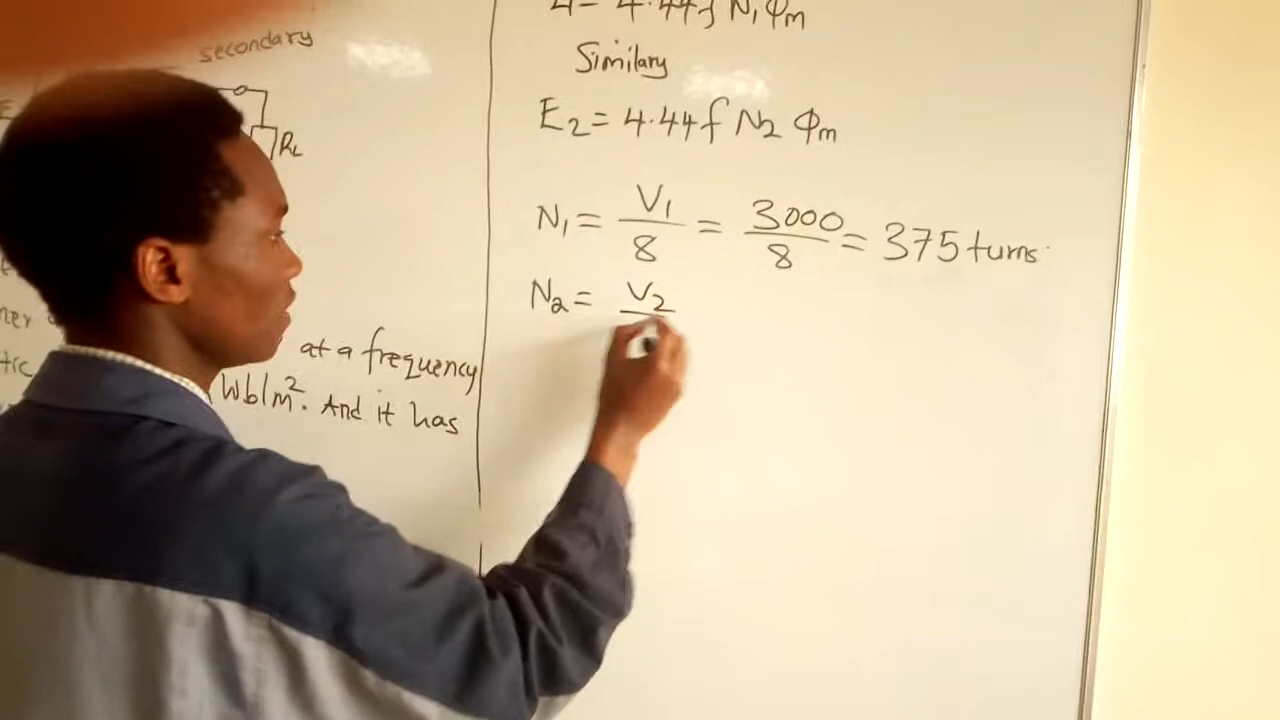 secondary
RL
at a frequency
Wb/m². And it has
4.44f N₁ Φm
Similary
E₂ = 4.44f N₂ Φm
N₁ = V₁/8 = 3000/8 = 375 turns
N₂ = V₂